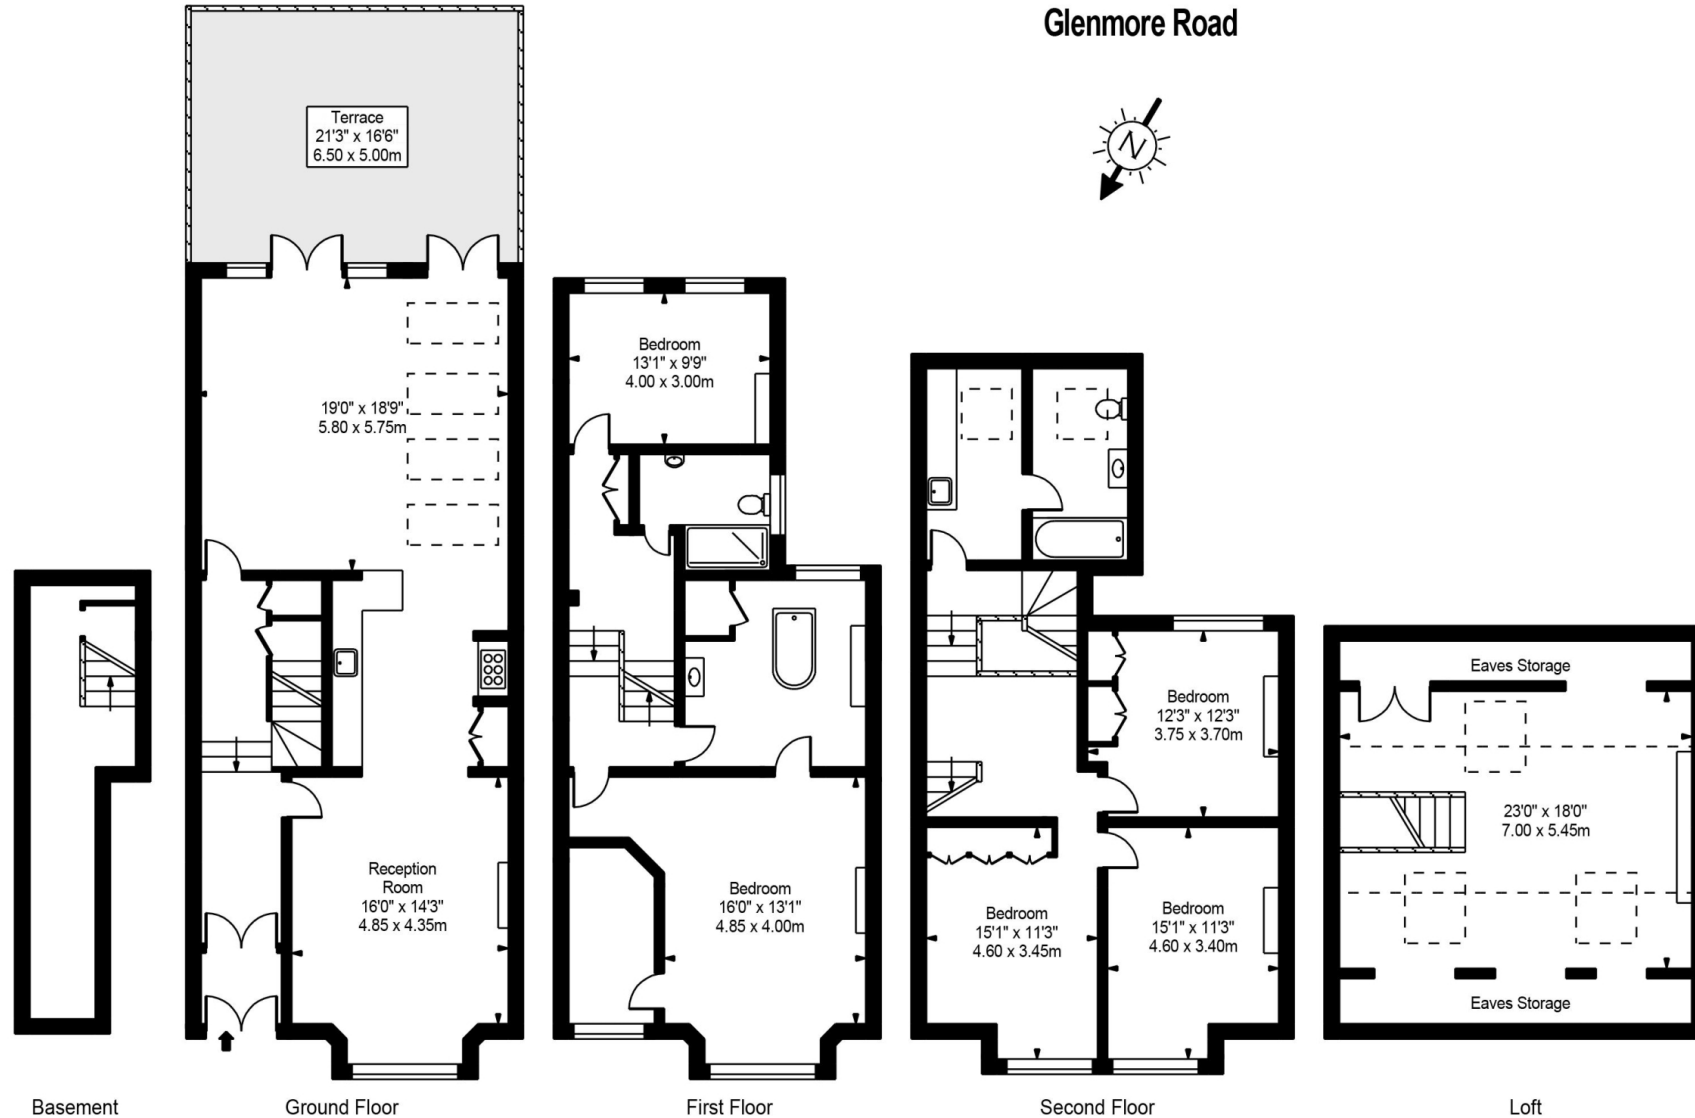 Glenmore Road
N
Terrace
21'3" x 16'6"
6.50 x 5.00m
19'0" x 18'9"
5.80 x 5.75m
Reception
Room
16'0" x 14'3"
4.85 x 4.35m
Bedroom
13'1" x 9'9"
4.00 x 3.00m
Bedroom
16'0" x 13'1"
4.85 x 4.00m
Bedroom
12'3" x 12'3"
3.75 x 3.70m
Bedroom
15'1" x 11'3"
4.60 x 3.45m
Bedroom
15'1" x 11'3"
4.60 x 3.40m
Eaves Storage
23'0" x 18'0"
7.00 x 5.45m
Eaves Storage
Basement
Ground Floor
First Floor
Second Floor
Loft